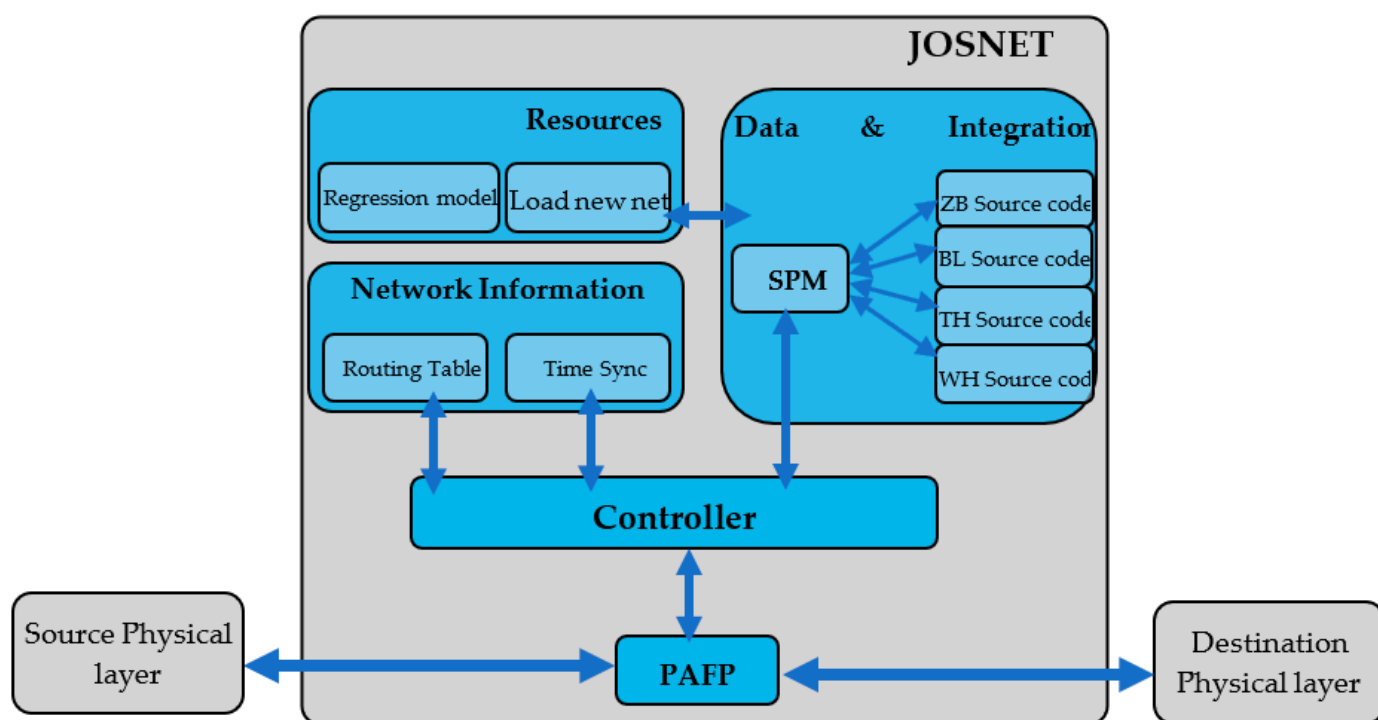 JOSNET
Resources
Regression model
Load new net
Data & Integration
SPM
ZB Source code
BL Source code
TH Source code
WH Source cod
Network Information
Routing Table
Time Sync
Controller
PAFP
Source Physical
layer
Destination
Physical layer